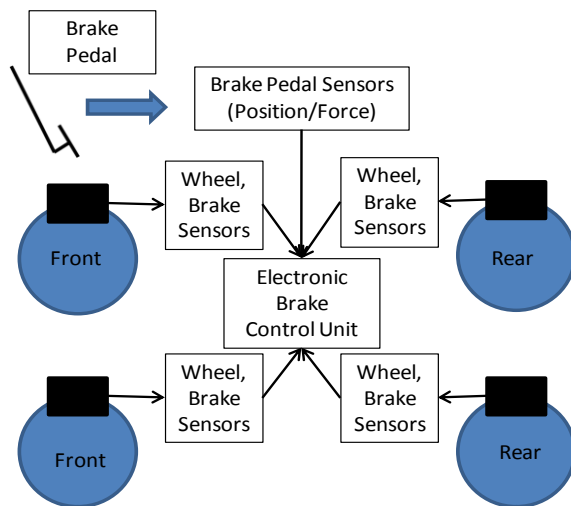 Brake
Pedal
Brake Pedal Sensors
(Position/Force)
Wheel,
Brake
Sensors
Wheel,
Brake
Sensors
Front
Rear
Electronic
Brake
Control Unit
Wheel,
Brake
Sensors
Wheel,
Brake
Sensors
Front
Rear